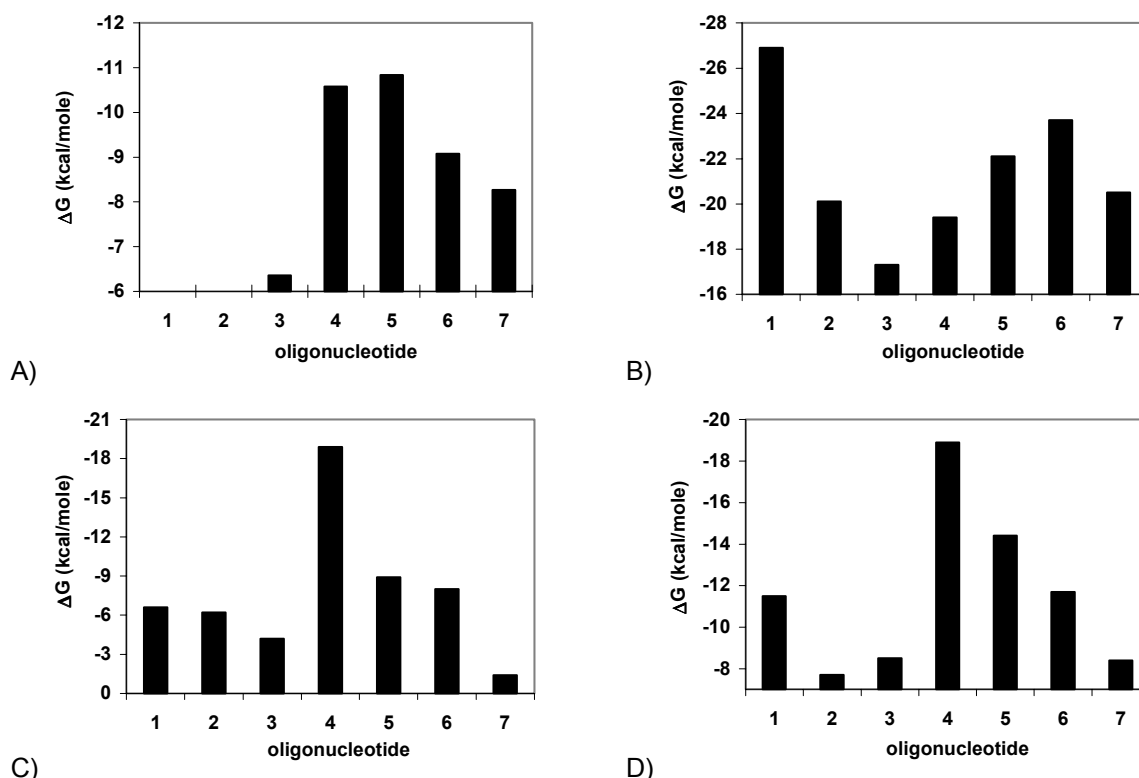 -12
-11
-10
-9
-8
-7
-6
ΔG (kcal/mole)
1 2 3 4 5 6 7
oligonucleotide
A)
-28
-26
-24
-22
-20
-18
-16
ΔG (kcal/mole)
1 2 3 4 5 6 7
oligonucleotide
B)
-21
-18
-15
-12
-9
-6
-3
0
ΔG (kcal/mole)
1 2 3 4 5 6 7
oligonucleotide
C)
-20
-18
-16
-14
-12
-10
-8
ΔG (kcal/mole)
1 2 3 4 5 6 7
oligonucleotide
D)